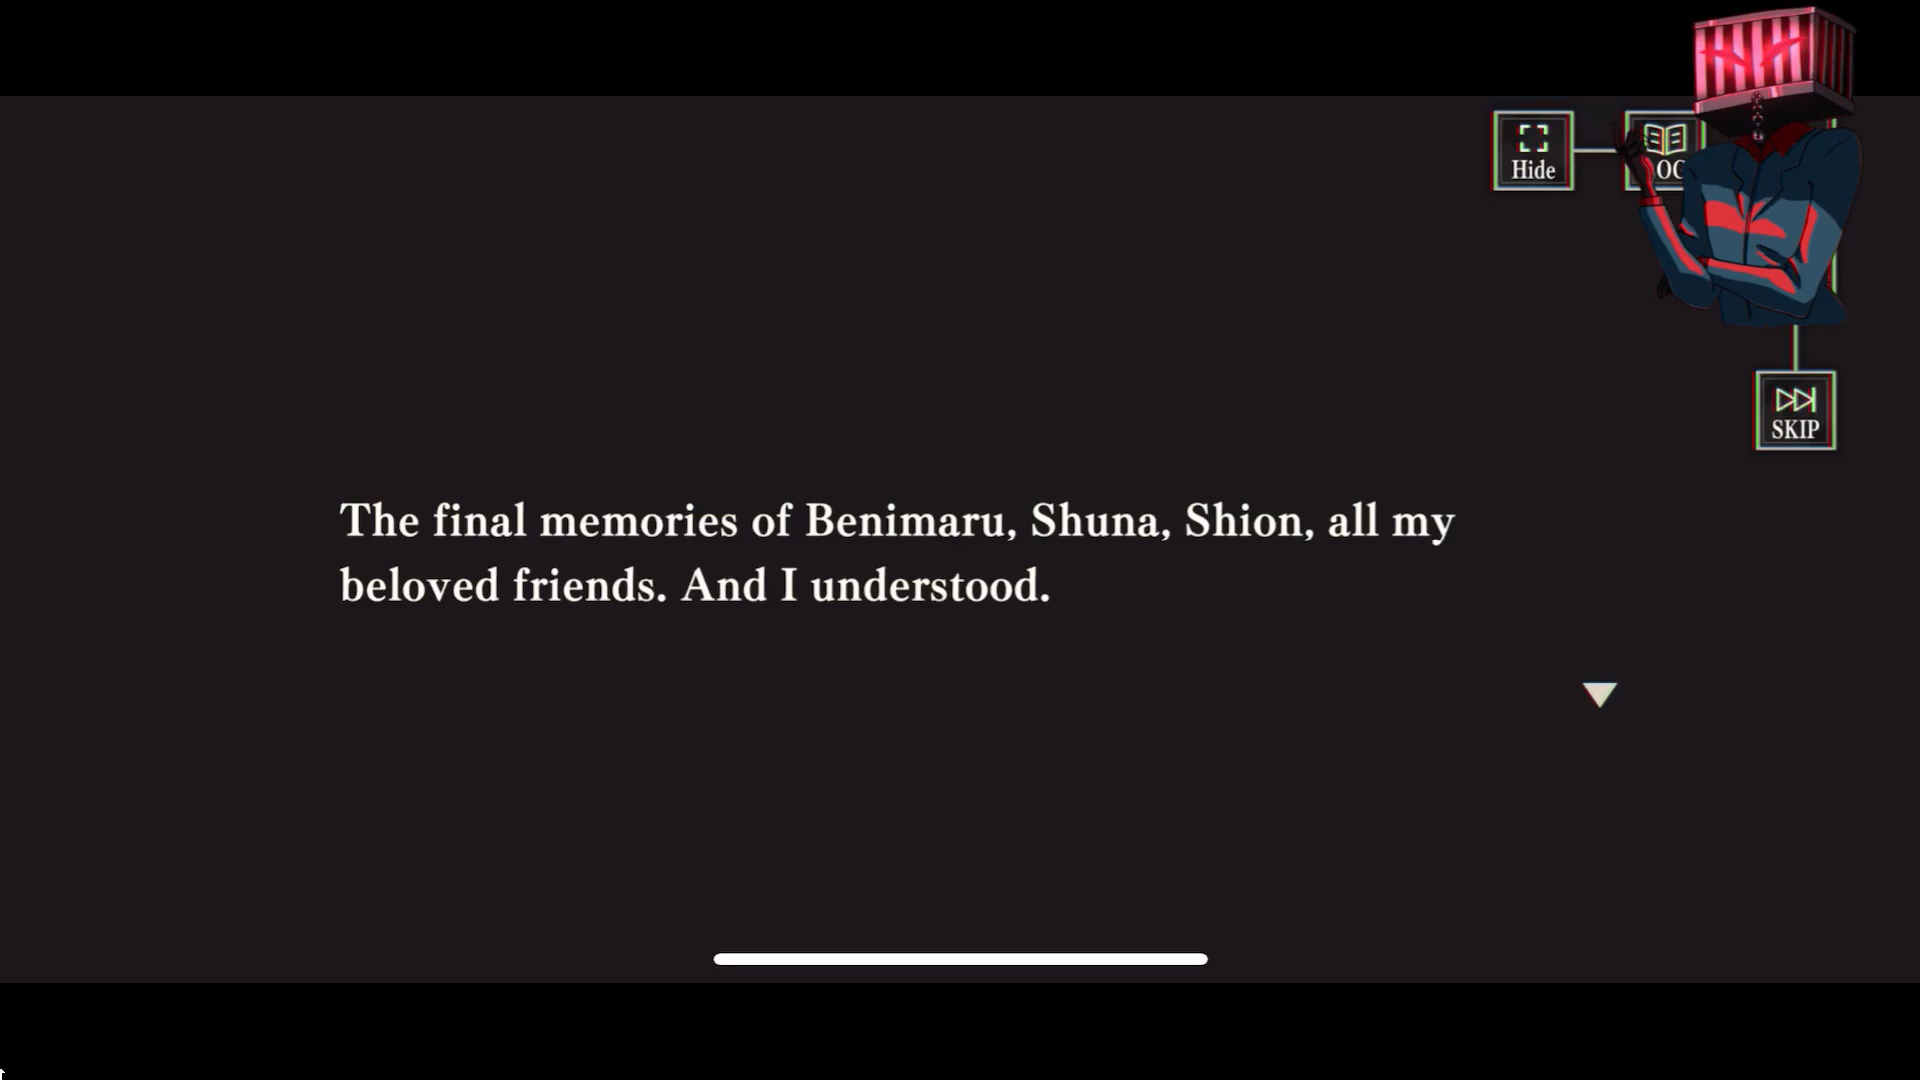 Hide
The final memories of Benimaru, Shuna, Shion, all my
beloved friends. And I understood.
SKIP